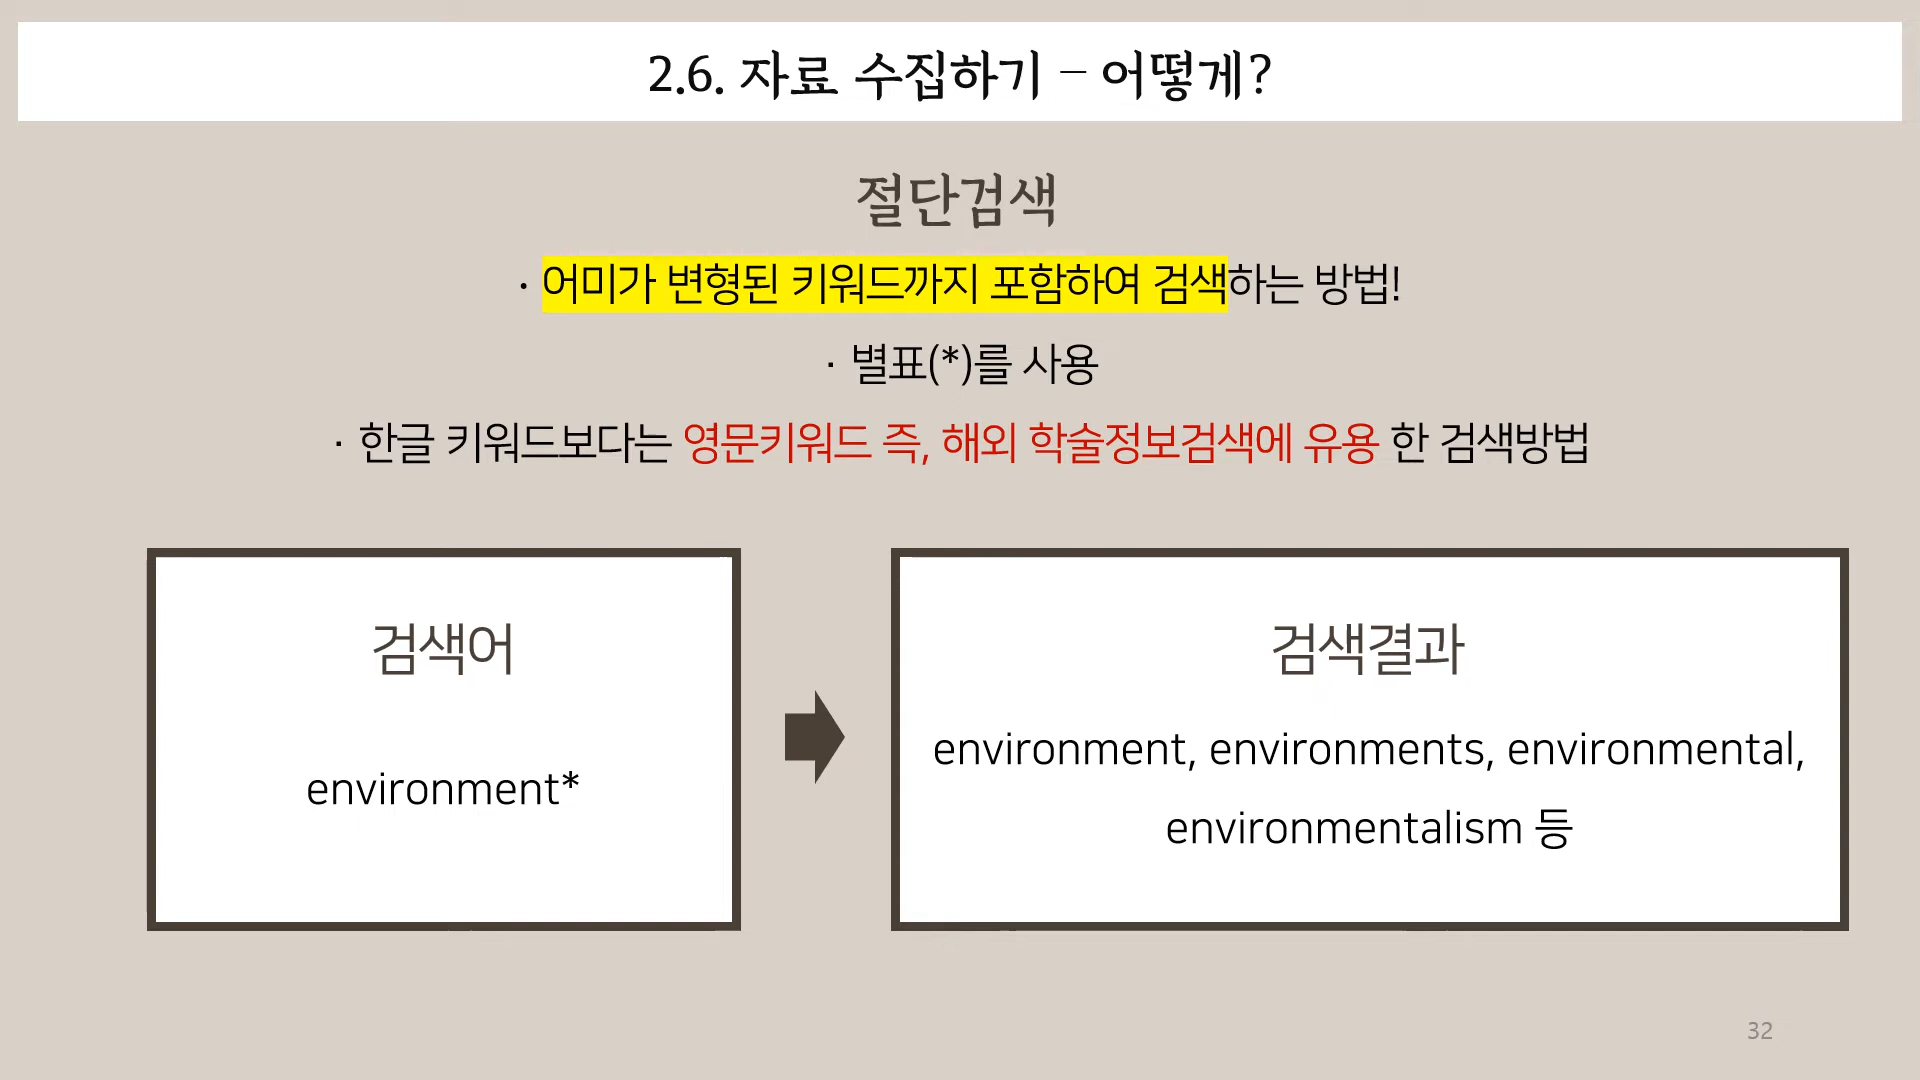 2.6. 자료 수집하기 – 어떻게?
절단검색
· 어미가 변형된 키워드까지 포함하여 검색하는 방법!
· 별표(*)를 사용
· 한글 키워드보다는 영문키워드 즉, 해외 학술정보검색에 유용 한 검색방법
검색어
environment*
검색결과
environment, environments, environmental,
environmentalism 등
32